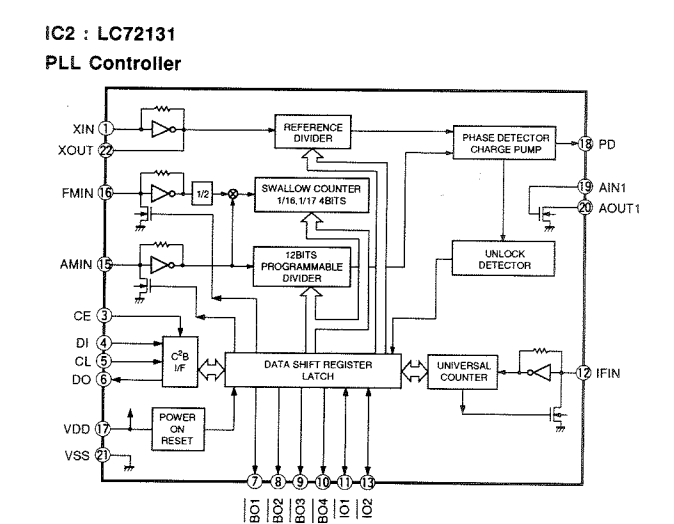 IC2 : LC72131
PLL Controller
XIN 1
XOUT 22
REFERENCE
DIVIDER
PHASE DETECTOR
CHARGE PUMP
18 PD
FMIN 16
1/2
SWALLOW COUNTER
1/16,1/17 4BITS
19 AIN1
20 AOUT1
AMIN 15
12BITS
PROGRAMMABLE
DIVIDER
UNLOCK
DETECTOR
CE 3
DI 4
CL 5
DO 6
C²B
I/F
DATA SHIFT REGISTER
LATCH
UNIVERSAL
COUNTER
12 IFIN
VDD 17
POWER
ON
RESET
VSS 21
7 8 9 10 11 13
BO1
BO2
BO3
BO4
IO1
IO2